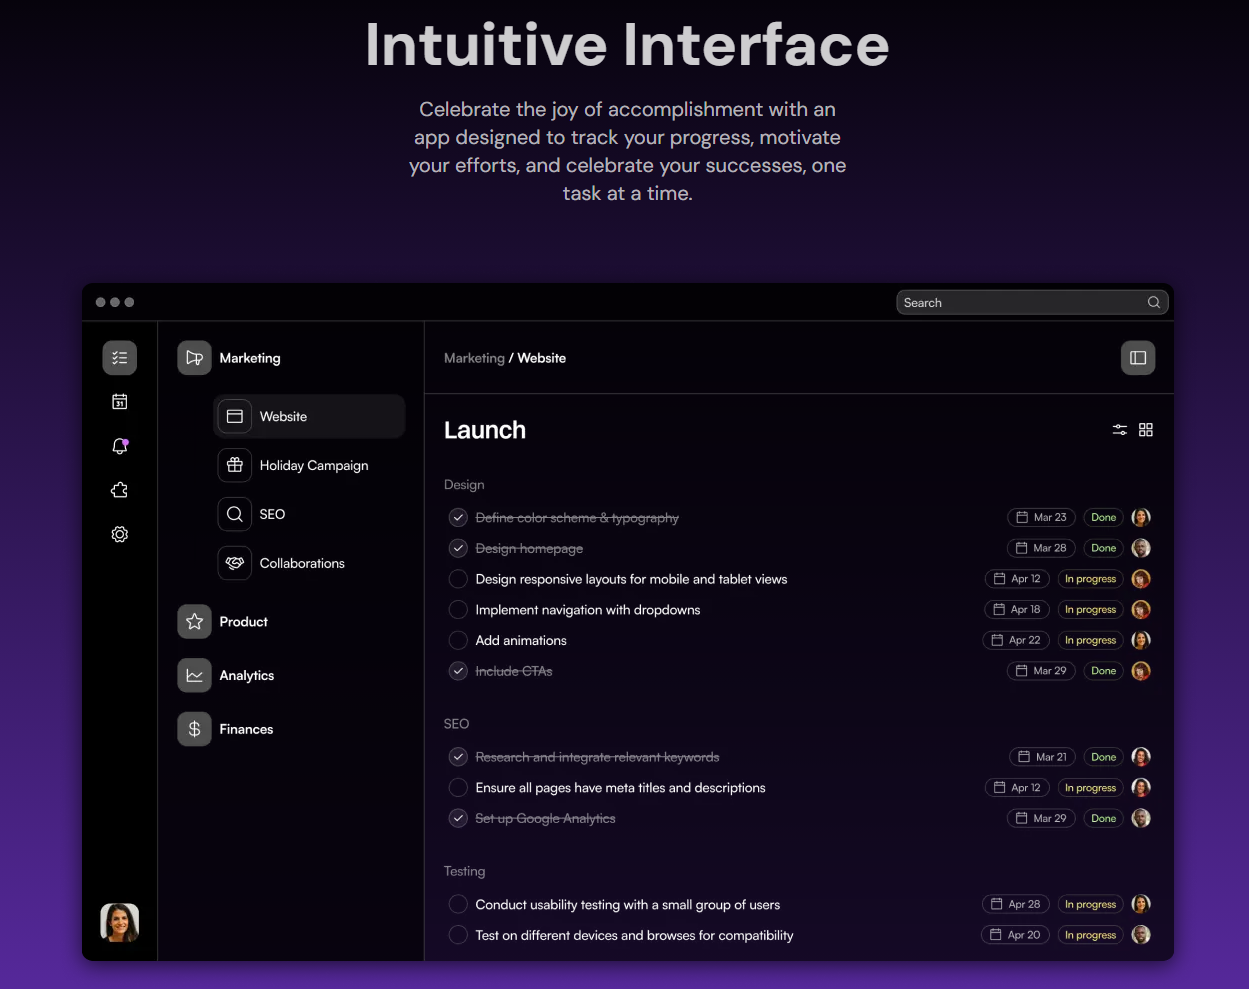 Intuitive Interface
Celebrate the joy of accomplishment with an
app designed to track your progress, motivate
your efforts, and celebrate your successes, one
task at a time.
Search
31
Marketing
Website
Holiday Campaign
SEO
Collaborations
Product
Analytics
$ Finances
Marketing / Website
Launch
Design
Define color scheme & typography Mar 23 Done
Design homepage Mar 28 Done
Design responsive layouts for mobile and tablet views Apr 12 In progress
Implement navigation with dropdowns Apr 18 In progress
Add animations Apr 22 In progress
Include CTAs Mar 29 Done
SEO
Research and integrate relevant keywords Mar 21 Done
Ensure all pages have meta titles and descriptions Apr 12 In progress
Set up Google Analytics Mar 29 Done
Testing
Conduct usability testing with a small group of users Apr 28 In progress
Test on different devices and browses for compatibility Apr 20 In progress